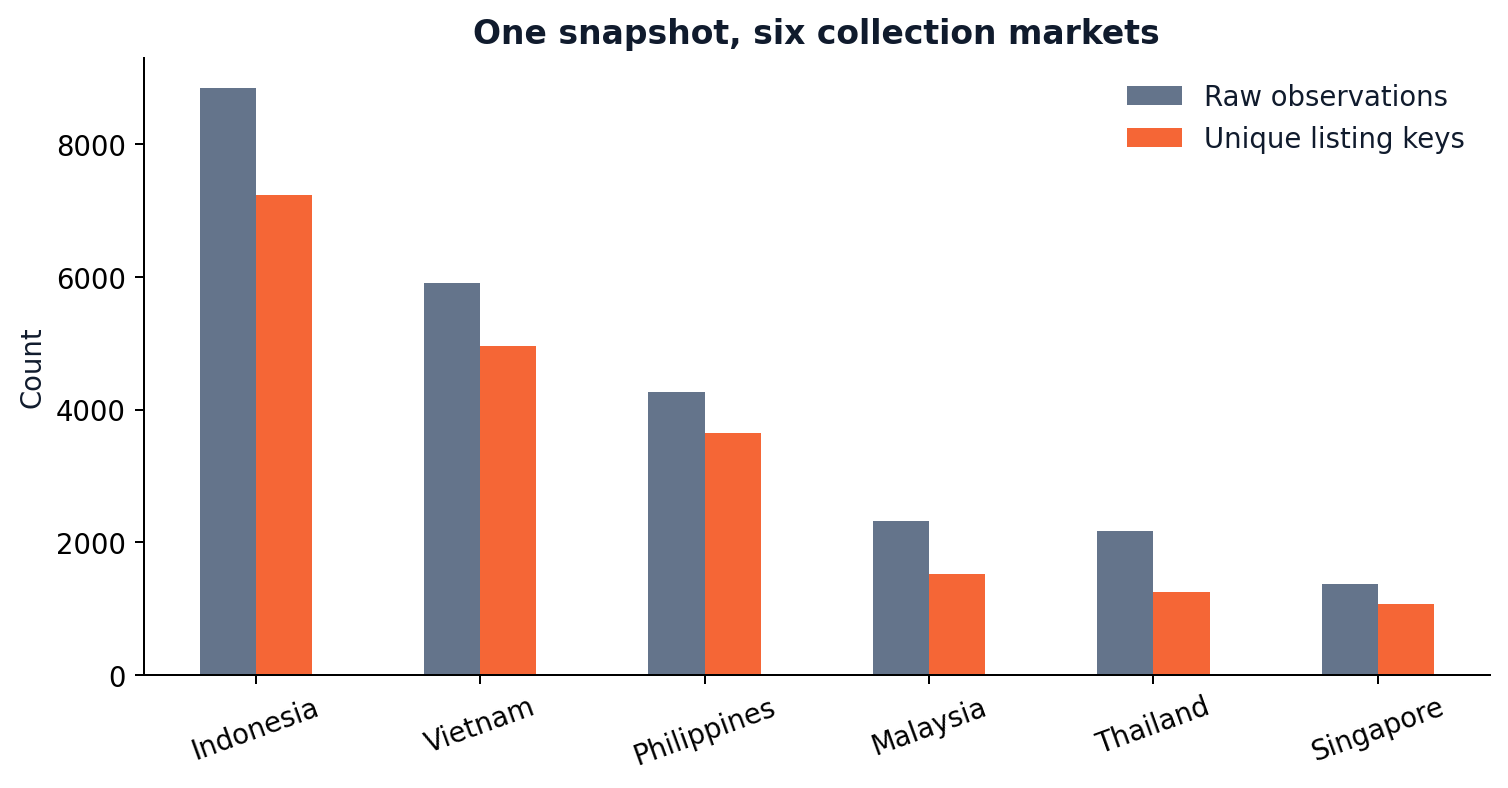 One snapshot, six collection markets
Raw observations
Unique listing keys
Count
8000
6000
4000
2000
0
Indonesia
Vietnam
Philippines
Malaysia
Thailand
Singapore